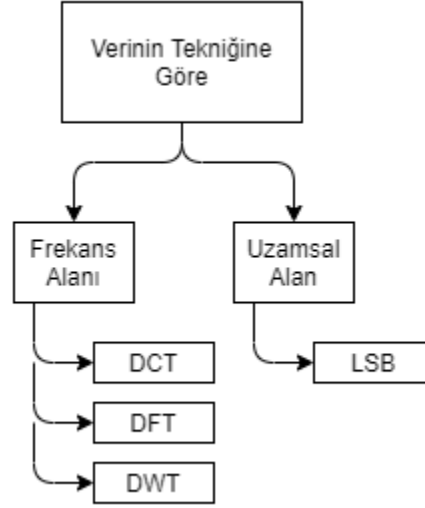 Verinin Tekniğine
Göre
Frekans
Alanı
Uzamsal
Alan
DCT
LSB
DFT
DWT